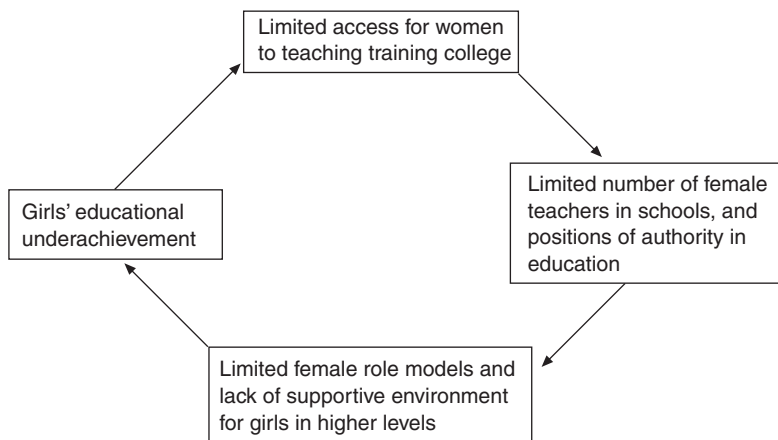 Limited access for women
to teaching training college
Limited number of female
teachers in schools, and
positions of authority in
education
Limited female role models and
lack of supportive environment
for girls in higher levels
Girls’ educational
underachievement